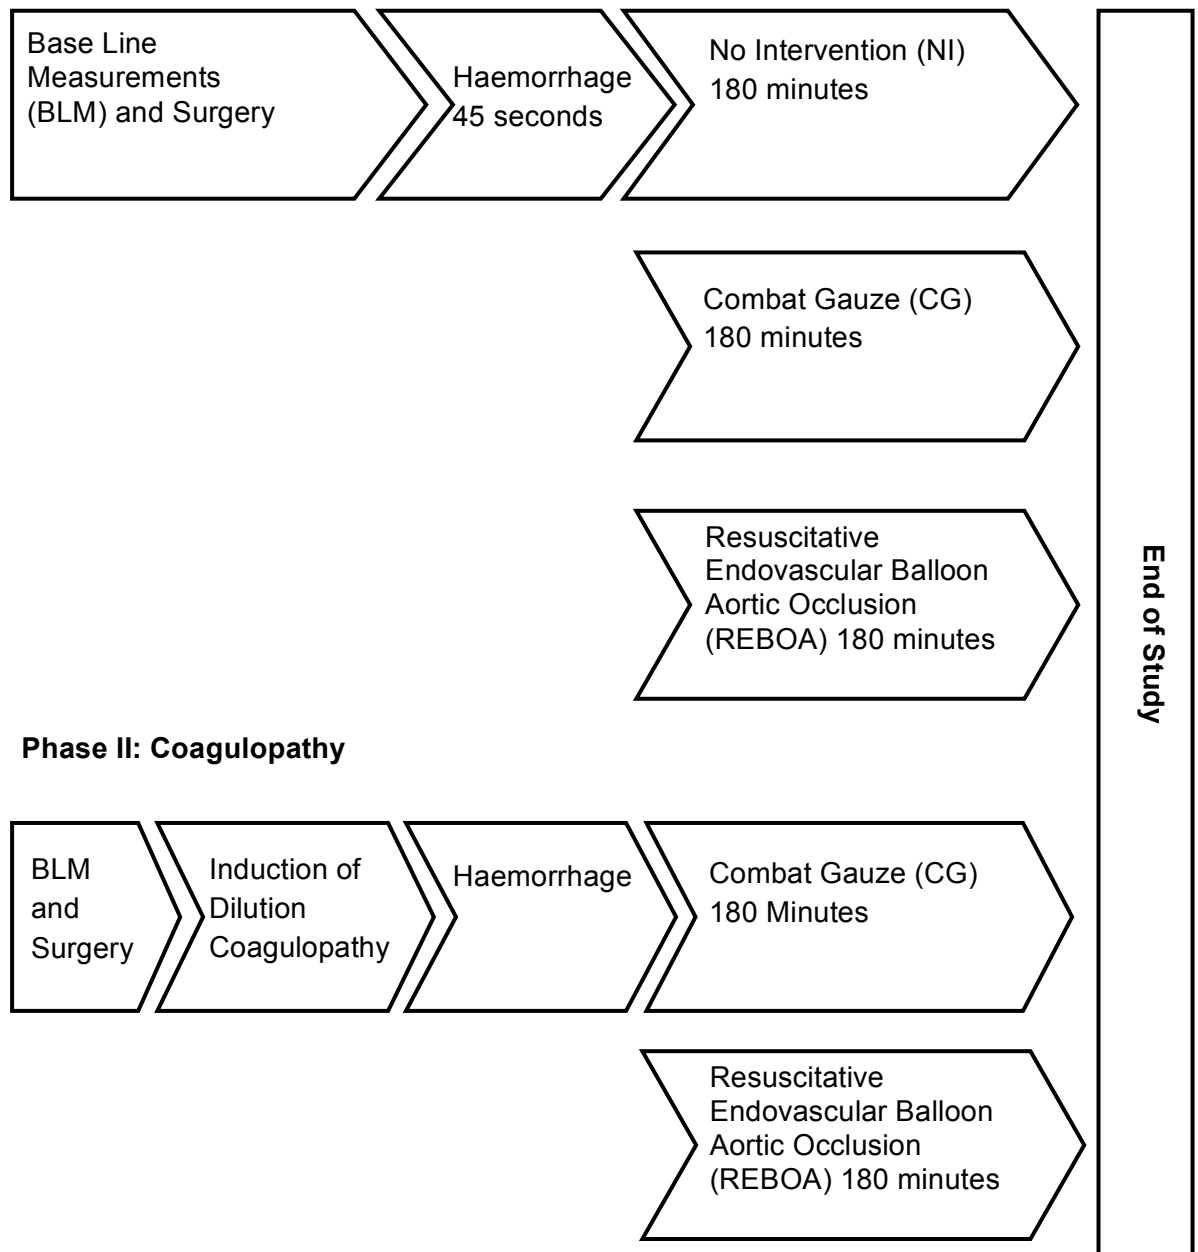 Base Line
Measurements
(BLM) and Surgery
Haemorrhage
45 seconds
No Intervention (NI)
180 minutes
Combat Gauze (CG)
180 minutes
Resuscitative
Endovascular Balloon
Aortic Occlusion
(REBOA) 180 minutes
End of Study
Phase II: Coagulopathy
BLM
and
Surgery
Induction of
Dilution
Coagulopathy
Haemorrhage
Combat Gauze (CG)
180 Minutes
Resuscitative
Endovascular Balloon
Aortic Occlusion
(REBOA) 180 minutes